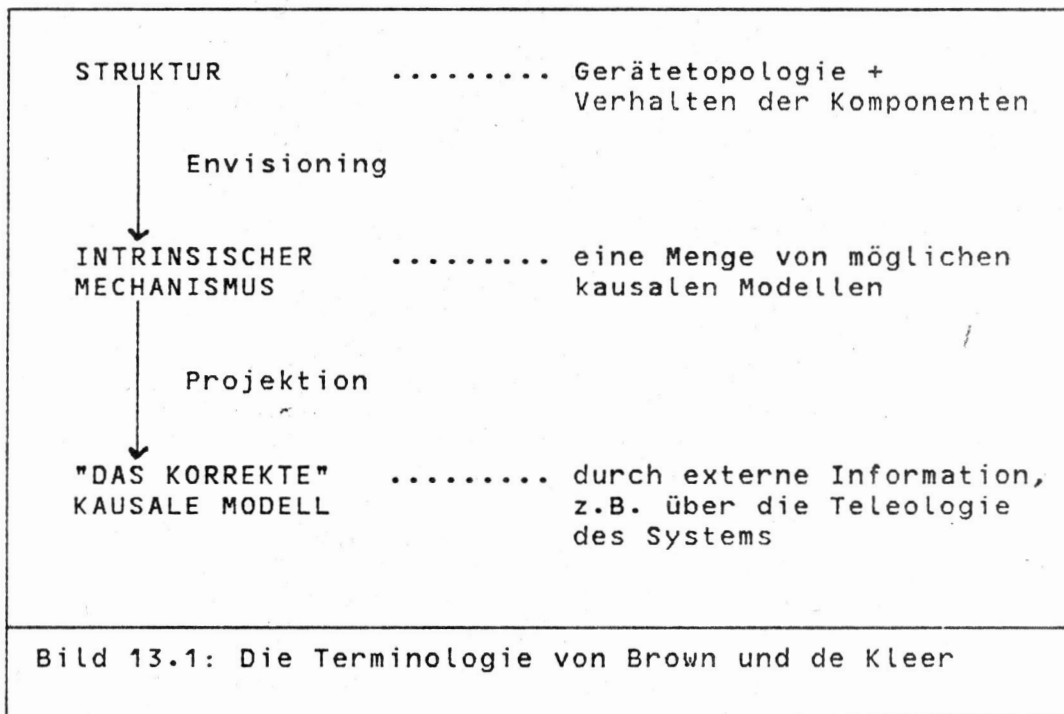 STRUKTUR ......... Gerätetopologie +
Verhalten der Komponenten
Envisioning
INTRINSISCHER ......... eine Menge von möglichen
MECHANISMUS kausalen Modellen
Projektion
"DAS KORREKTE" ......... durch externe Information,
KAUSALE MODELL z.B. über die Teleologie
des Systems
Bild 13.1: Die Terminologie von Brown und de Kleer